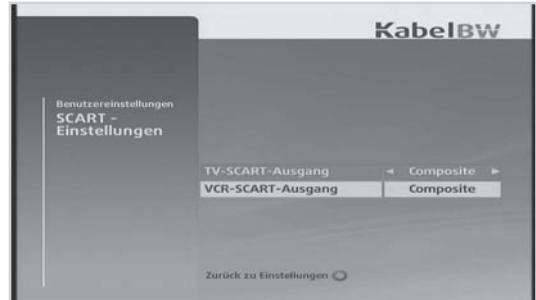 KabelBW
Benutzereinstellungen
SCART -
Einstellungen
TV-SCART-Ausgang ◄ Composite ►
VCR-SCART-Ausgang Composite
Zurück zu Einstellungen